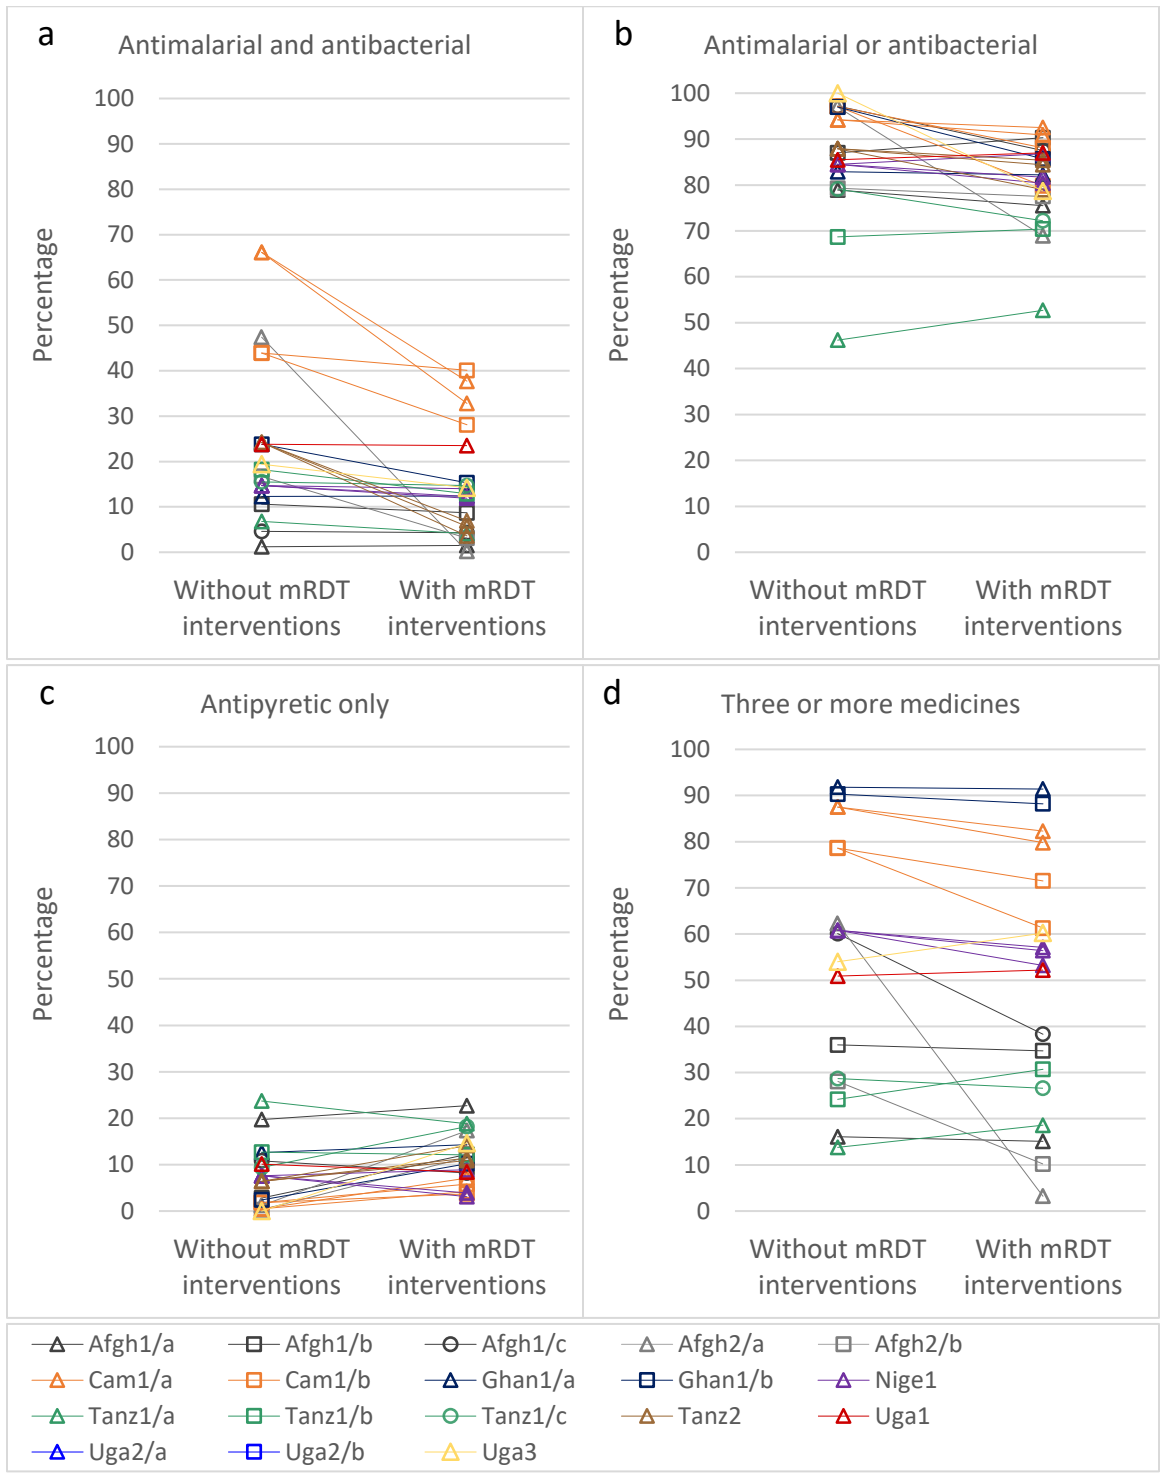 a
Antimalarial and antibacterial
100
90
80
70
60
50
40
30
20
10
0
Percentage
Without mRDT
interventions
With mRDT
interventions
b
Antimalarial or antibacterial
100
90
80
70
60
50
40
30
20
10
0
Percentage
Without mRDT
interventions
With mRDT
interventions
c
Antipyretic only
100
90
80
70
60
50
40
30
20
10
0
Percentage
Without mRDT
interventions
With mRDT
interventions
d
Three or more medicines
100
90
80
70
60
50
40
30
20
10
0
Percentage
Without mRDT
interventions
With mRDT
interventions
Afgh1/a Afgh1/b Afgh1/c Afgh2/a Afgh2/b
Cam1/a Cam1/b Ghan1/a Ghan1/b Nige1
Tanz1/a Tanz1/b Tanz1/c Tanz2 Uga1
Uga2/a Uga2/b Uga3